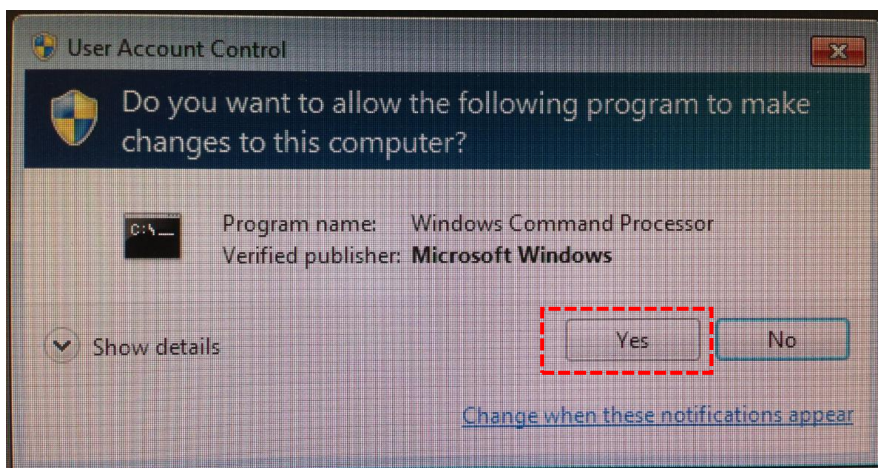 User Account Control
Do you want to allow the following program to make
changes to this computer?
C:\_
Program name: Windows Command Processor
Verified publisher: Microsoft Windows
Show details
Yes
No
Change when these notifications appear